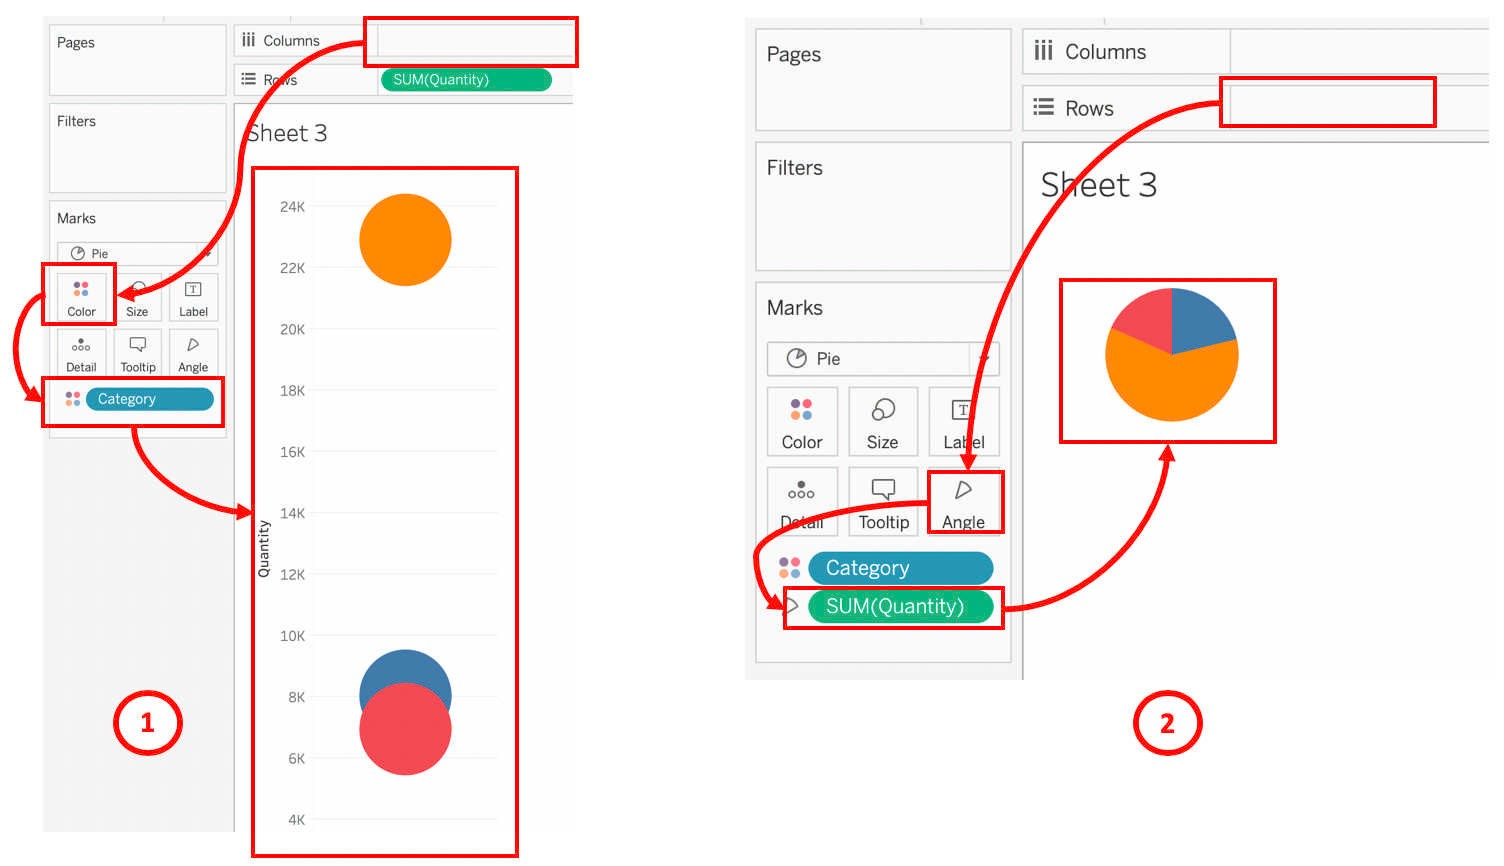 Pages
Columns
Rows
SUM(Quantity)
Filters
Sheet 3
Marks
Pie
Color
Size
Label
Detail
Tooltip
Angle
Category
Quantity
24K
22K
20K
18K
16K
14K
12K
10K
8K
6K
4K
1
Pages
Columns
Rows
Filters
Sheet 3
Marks
Pie
Color
Size
Label
Detail
Tooltip
Angle
Category
SUM(Quantity)
2